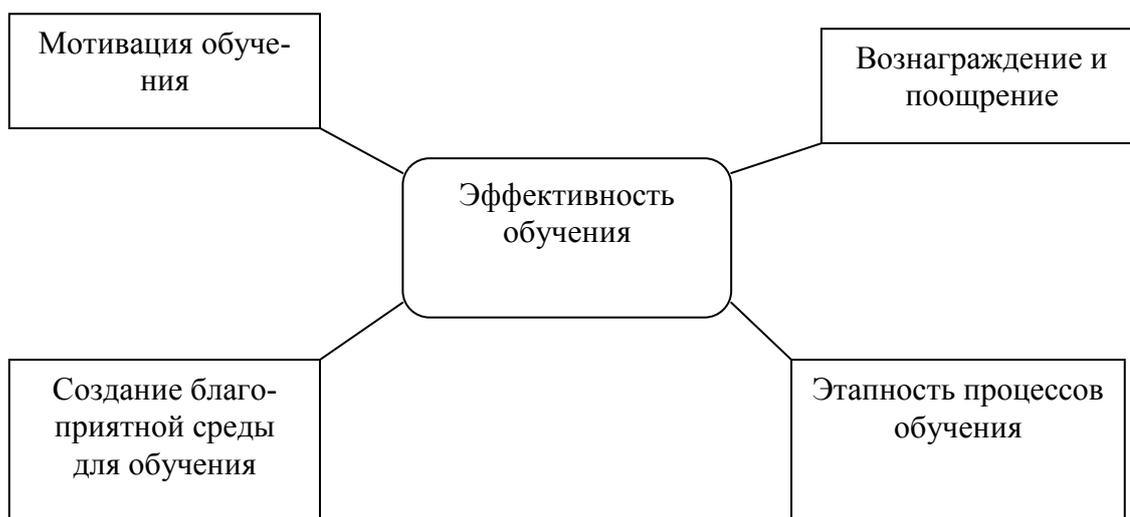 Мотивация обуче-
ния
Вознаграждение и
поощрение
Эффективность
обучения
Создание благо-
приятной среды
для обучения
Этапность процессов
обучения